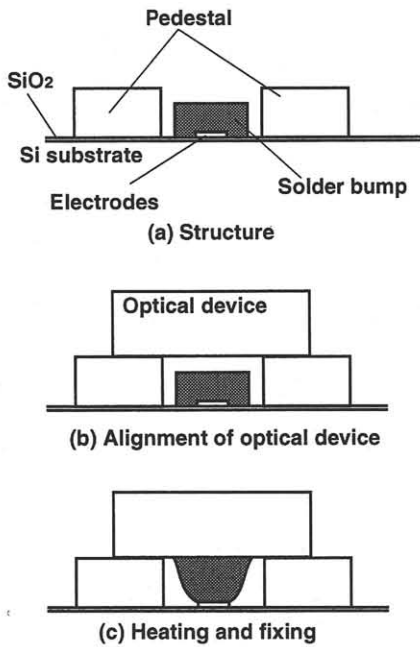 Pedestal
SiO2
Si substrate
Electrodes
Solder bump
(a) Structure
Optical device
(b) Alignment of optical device
(c) Heating and fixing